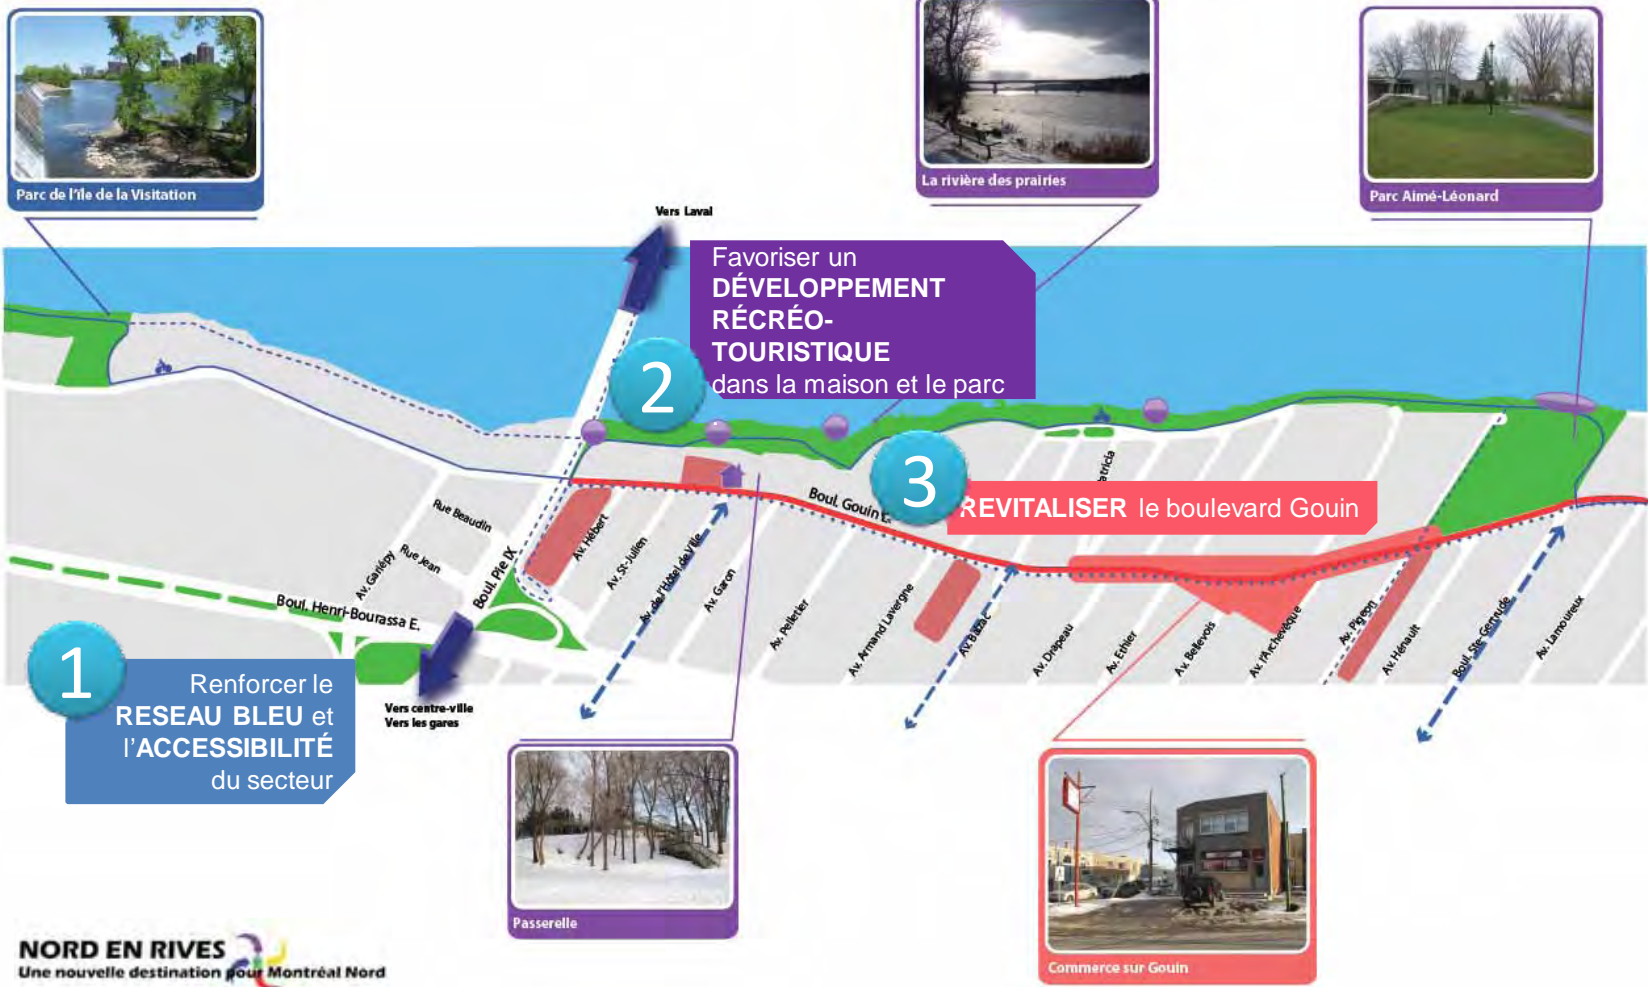 Parc de l'île de la Visitation
La rivière des prairies
Parc Aimé-Léonard
Vers Laval
Favoriser un
DÉVELOPPEMENT
RÉCRÉO-
TOURISTIQUE
dans la maison et le parc
2
3
REVITALISER le boulevard Gouin
Boul. Gouin E.
atricia
Rue Beaudin
Rue Jean
Av. Gariépy
Boul. Pie IX
Av. Hébert
Av. St-Julien
Av. de l'Hôtel de Ville
Av. Garon
Av. Pelletier
Av. Armand Lavergne
Av. Balzac
Av. Drapeau
Av. Ethier
Av. Bellevois
Av. l'Archevêque
Av. Pigeon
Av. Hénault
Boul. Ste-Gertrude
Av. Lamoureux
Boul. Henri-Bourassa E.
1
Renforcer le
RESEAU BLEU et
l'ACCESSIBILITÉ
du secteur
Vers centre-ville
Vers les gares
Passerelle
Commerce sur Gouin
NORD EN RIVES
Une nouvelle destination pour Montréal Nord